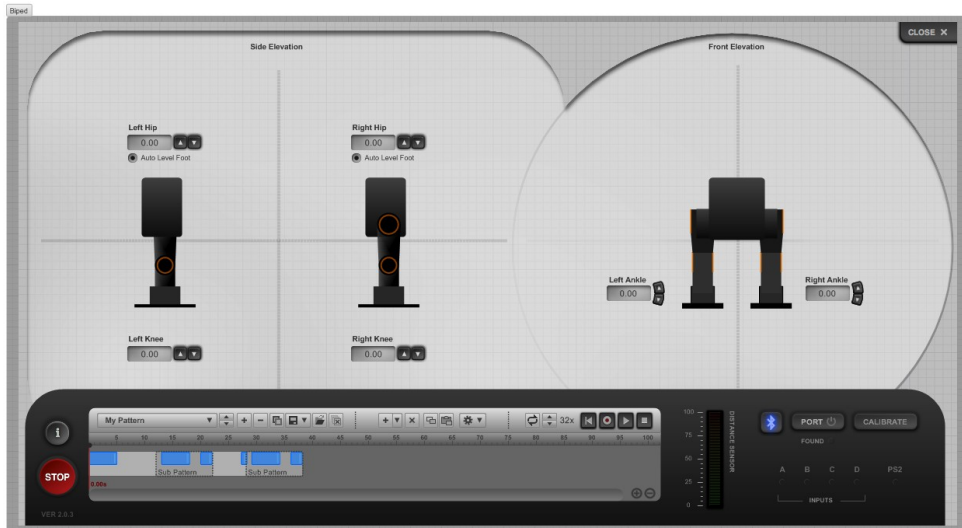 Biped
CLOSE X
Side Elevation
Front Elevation
Left Hip
0.00
Auto Level Foot
Right Hip
0.00
Auto Level Foot
Left Ankle
0.00
Right Ankle
0.00
Left Knee
0.00
Right Knee
0.00
i
STOP
VER 2.0.3
My Pattern
32x
5 10 15 20 25 30 35 40 45 50 55 60 65 70 75 80 85 90 95 100
Sub Pattern
Sub Pattern
0.00s
100
75
50
25
0
DISTANCE SENSOR
PORT
CALIBRATE
FOUND
A B C D PS2
INPUTS